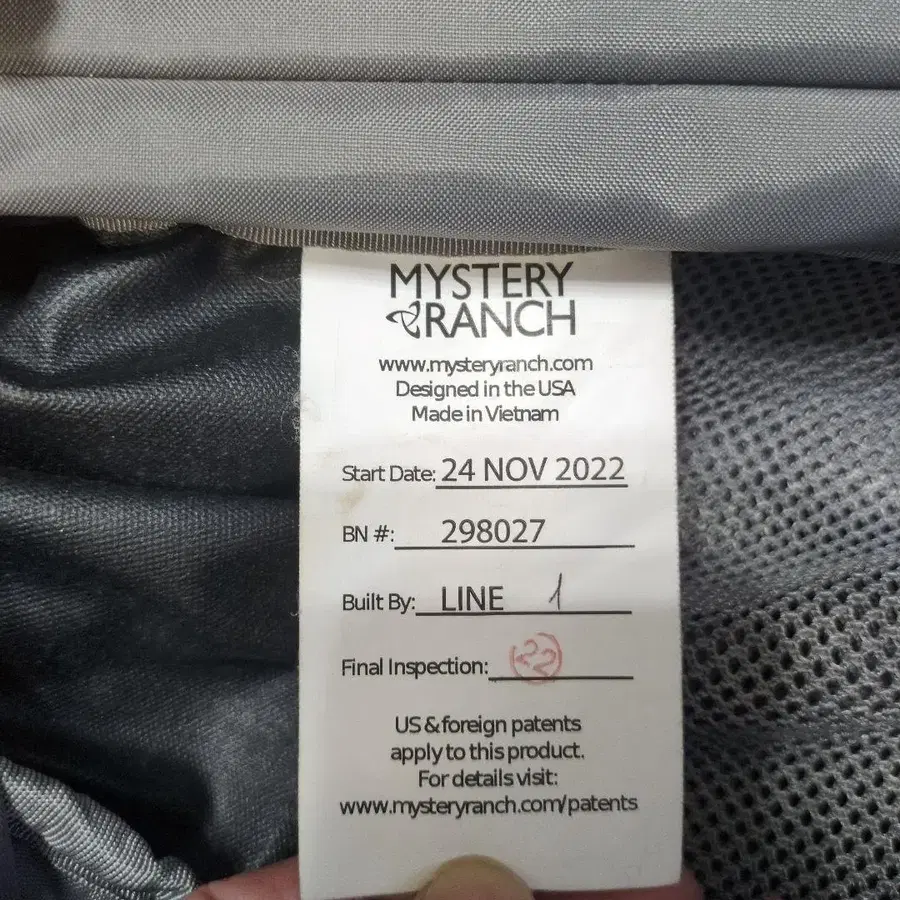 MYSTERY
RANCH
www.mysteryranch.com
Designed in the USA
Made in Vietnam
Start Date: 24 NOV 2022
BN #: 298027
Built By: LINE 1
Final Inspection: 22
US & foreign patents
apply to this product.
For details visit:
www.mysteryranch.com/patents